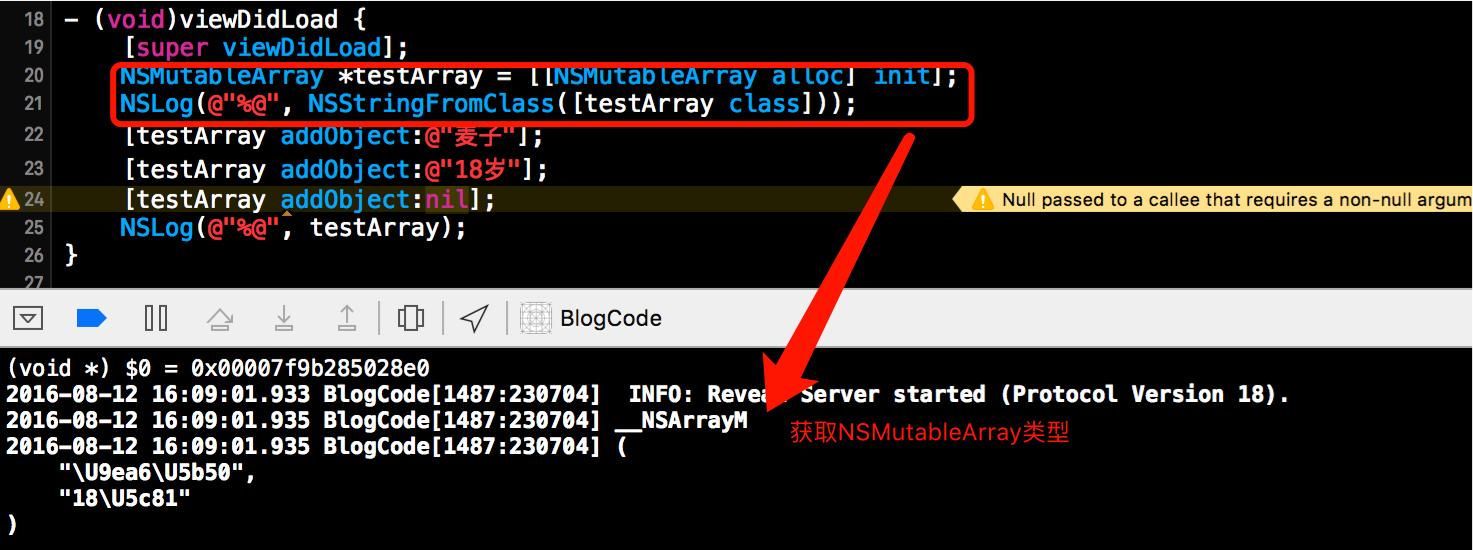 18 - (void)viewDidLoad {
19 [super viewDidLoad];
20 NSMutableArray *testArray = [[NSMutableArray alloc] init];
21 NSLog(@"%@", NSStringFromClass([testArray class]));
22 [testArray addObject:@"麦子"];
23 [testArray addObject:@"18岁"];
24 [testArray addObject:nil]; Null passed to a callee that requires a non-null argum
25 NSLog(@"%@", testArray);
26 }
27
BlogCode
(void *) $0 = 0x00007f9b285028e0
2016-08-12 16:09:01.933 BlogCode[1487:230704] INFO: Reveal Server started (Protocol Version 18).
2016-08-12 16:09:01.935 BlogCode[1487:230704] __NSArrayM
获取NSMutableArray类型
2016-08-12 16:09:01.935 BlogCode[1487:230704] (
"\U9ea6\U5b50",
"18\U5c81"
)